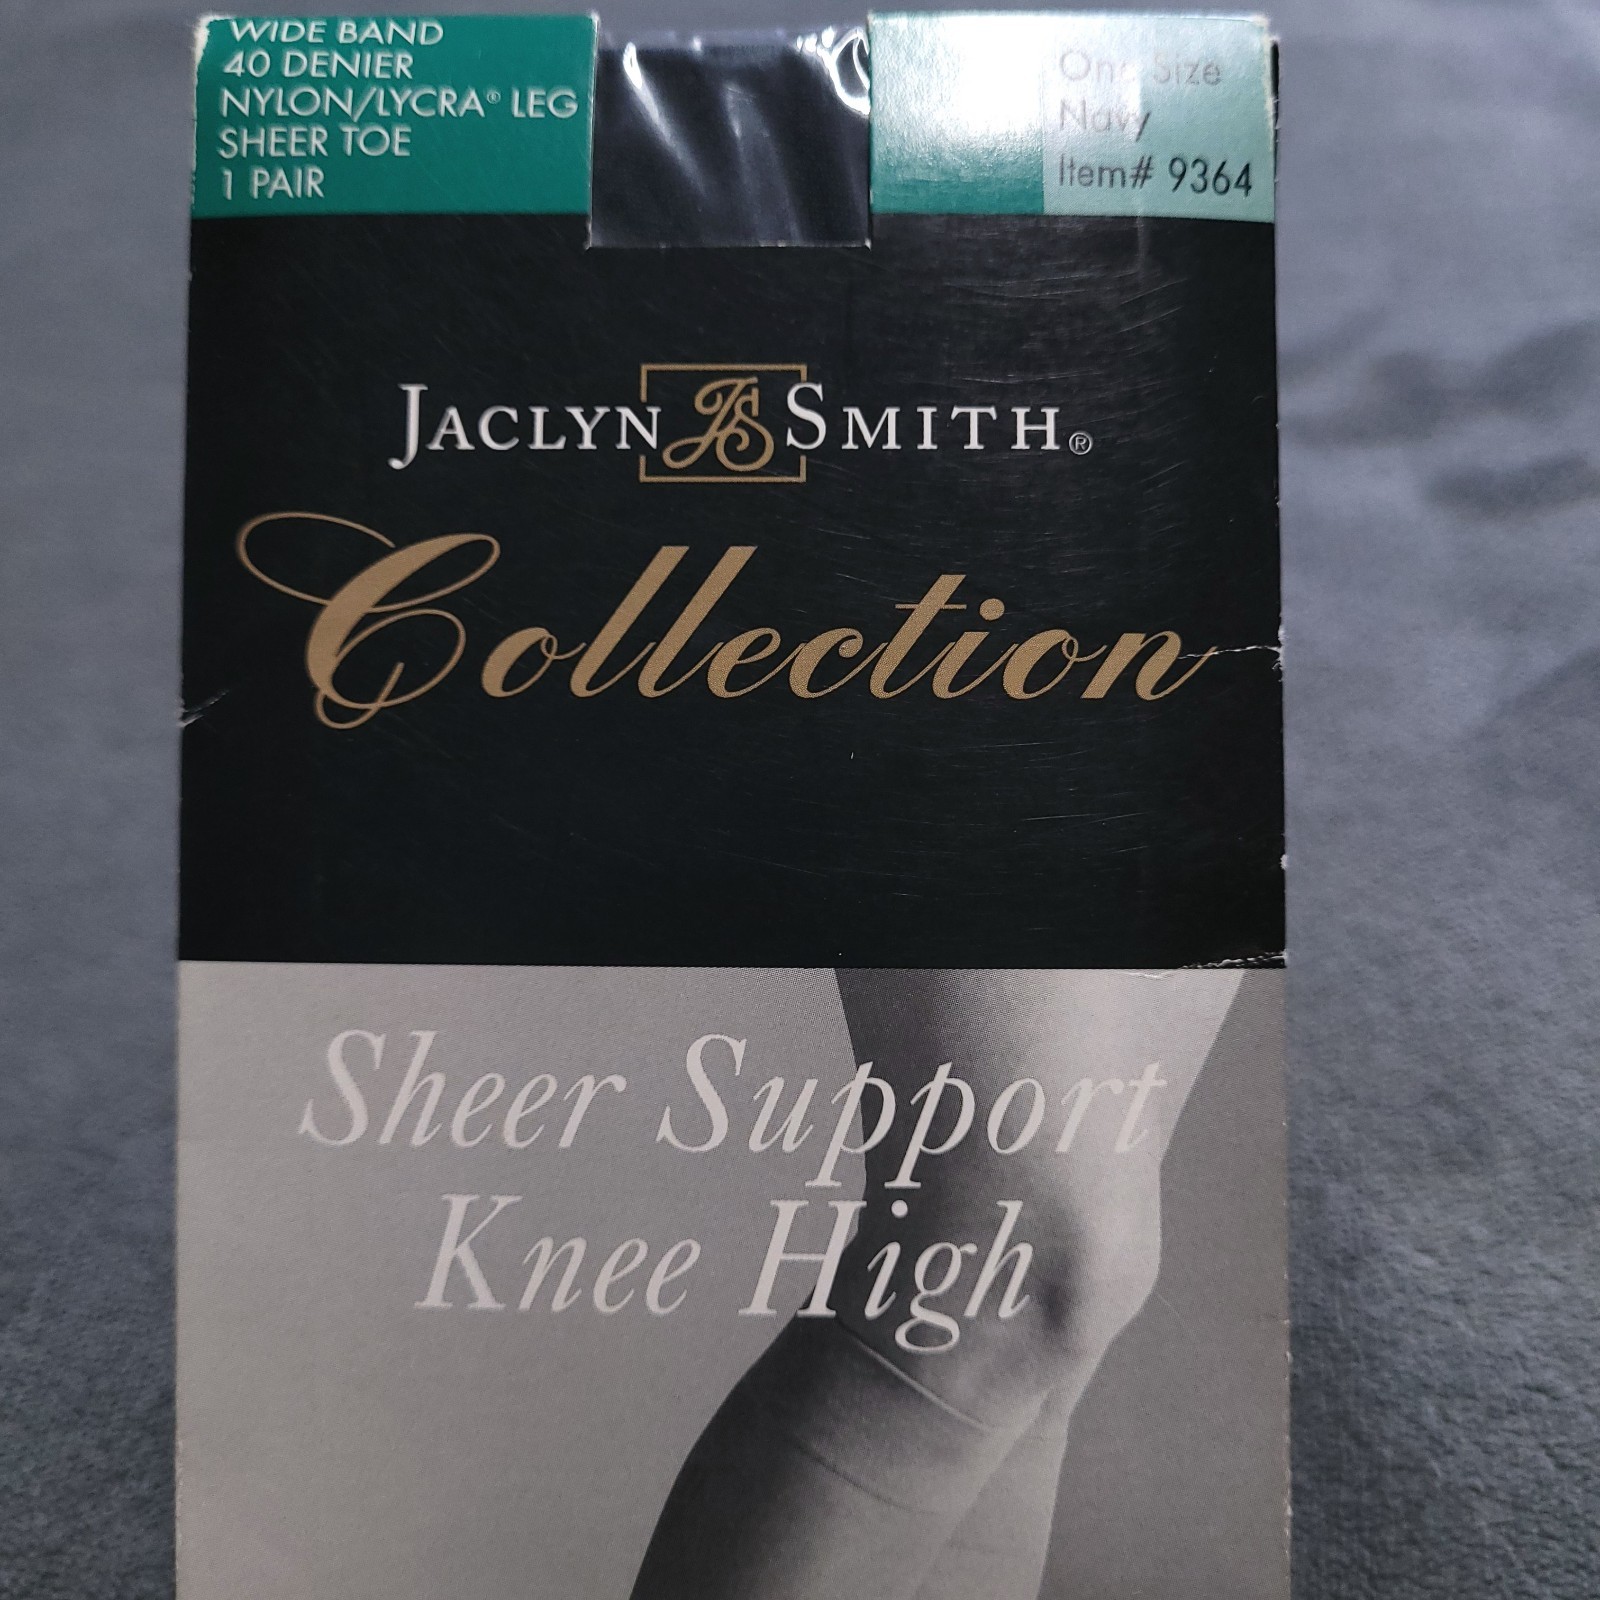 WIDE BAND
40 DENIER
NYLON/LYCRA® LEG
SHEER TOE
1 PAIR
One Size
Navy
Item# 9364
JACLYN JS SMITH®
Collection
Sheer Support
Knee High